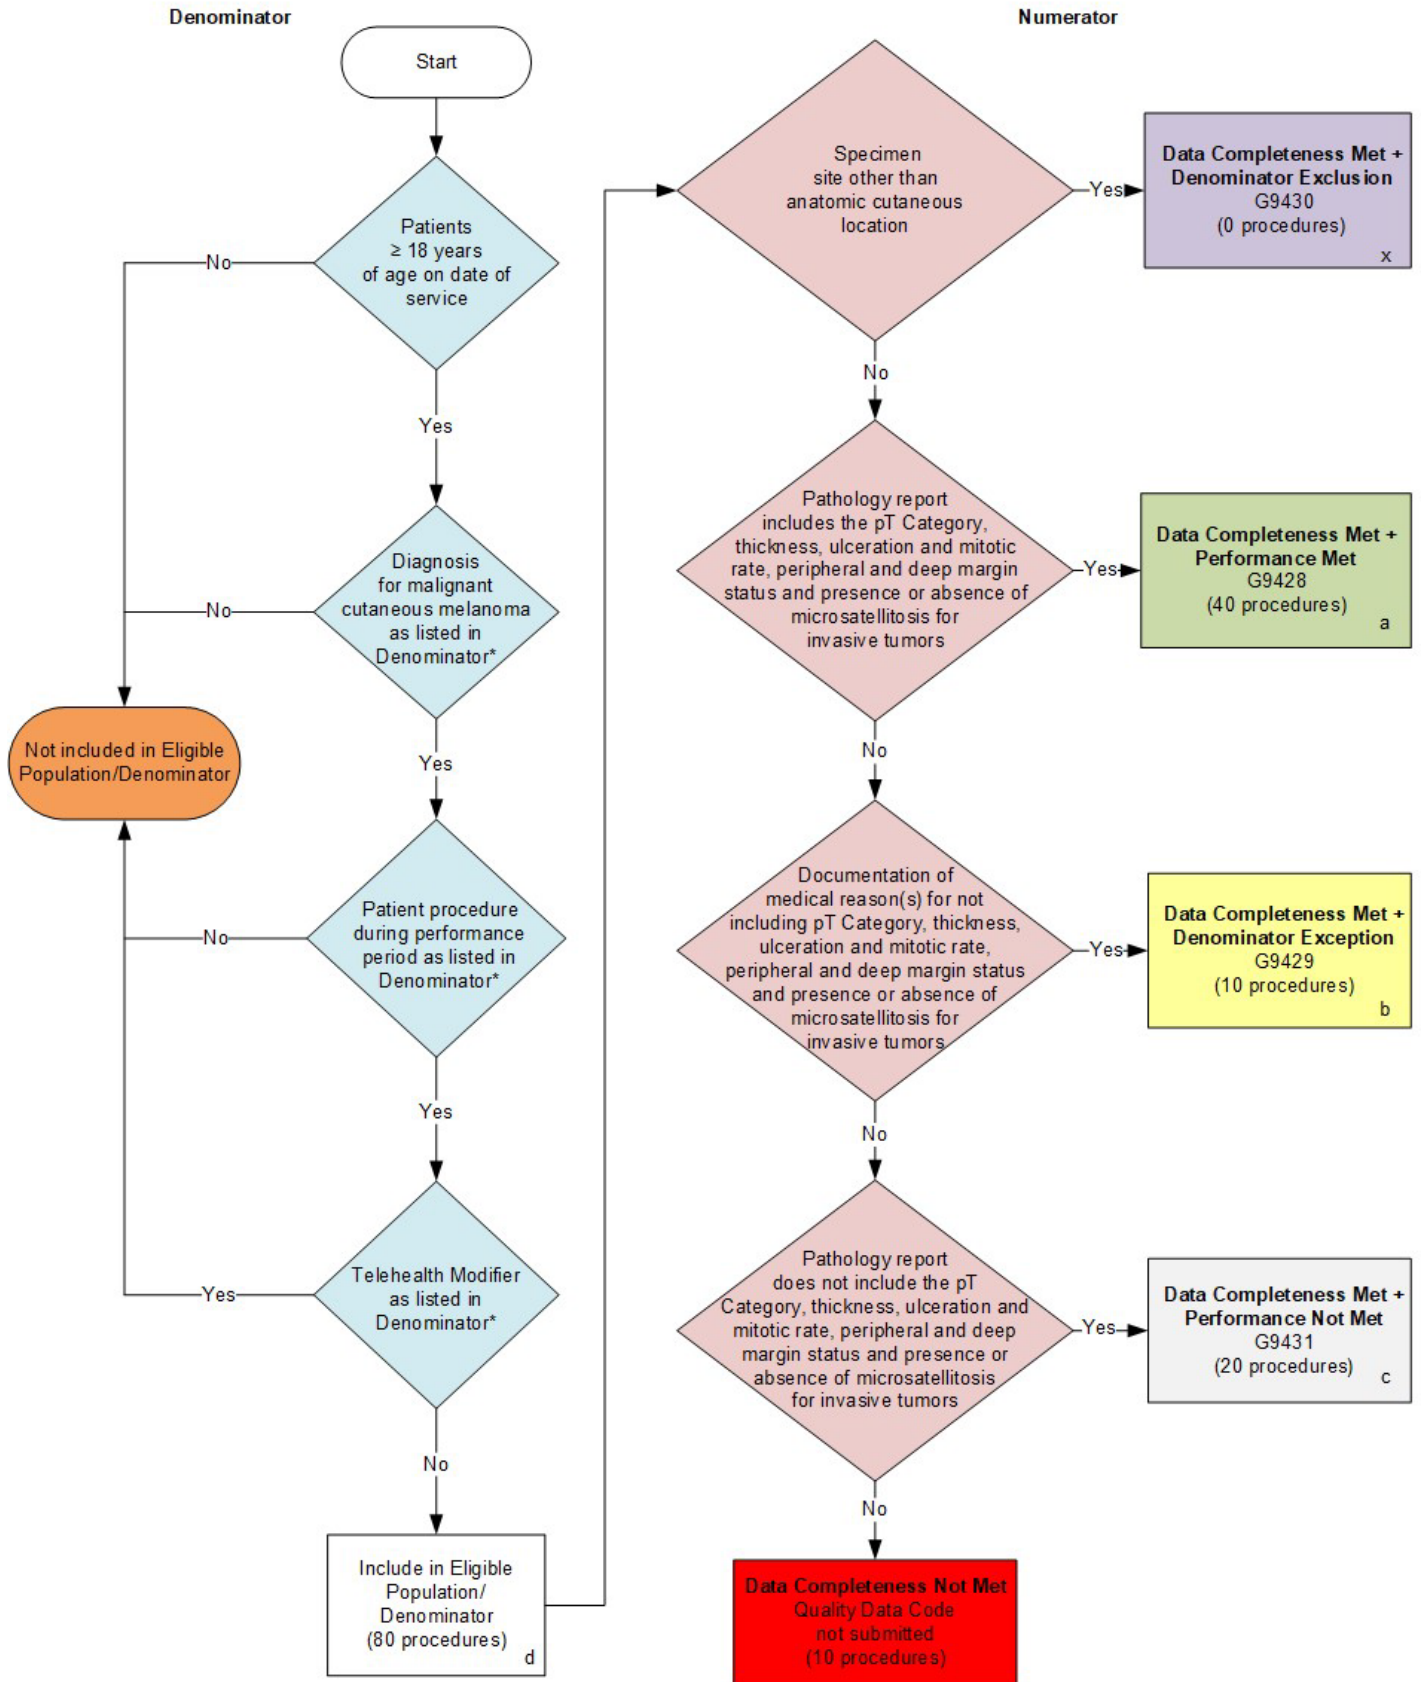 Denominator
Numerator
Start
Patients
≥ 18 years
of age on date of
service
No
Yes
Diagnosis
for malignant
cutaneous melanoma
as listed in
Denominator*
No
Yes
Not included in Eligible
Population/Denominator
Patient procedure
during performance
period as listed in
Denominator*
No
Yes
Telehealth Modifier
as listed in
Denominator*
Yes
No
Include in Eligible
Population/
Denominator
(80 procedures)
d
Specimen
site other than
anatomic cutaneous
location
Yes
Data Completeness Met +
Denominator Exclusion
G9430
(0 procedures)
x
No
Pathology report
includes the pT Category,
thickness, ulceration and mitotic
rate, peripheral and deep margin
status and presence or absence of
microsatellitosis for
invasive tumors
Yes
Data Completeness Met +
Performance Met
G9428
(40 procedures)
a
No
Documentation of
medical reason(s) for not
including pT Category, thickness,
ulceration and mitotic rate,
peripheral and deep margin status
and presence or absence of
microsatellitosis for
invasive tumors
Yes
Data Completeness Met +
Denominator Exception
G9429
(10 procedures)
b
No
Pathology report
does not include the pT
Category, thickness, ulceration and
mitotic rate, peripheral and deep
margin status and presence or
absence of microsatellitosis
for invasive tumors
Yes
Data Completeness Met +
Performance Not Met
G9431
(20 procedures)
c
No
Data Completeness Not Met
Quality Data Code
not submitted
(10 procedures)